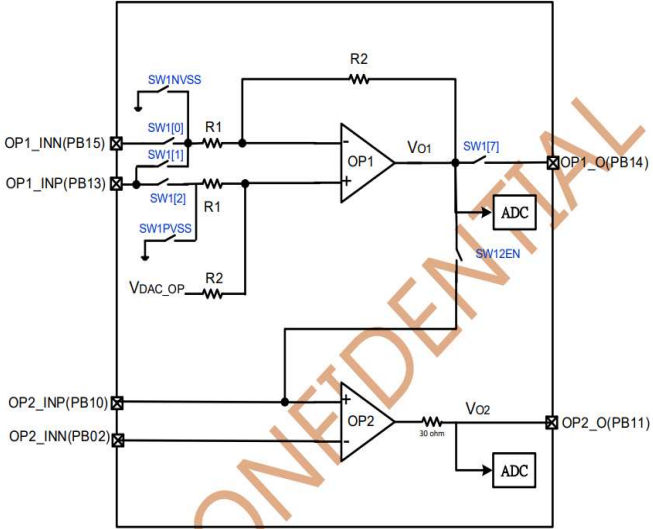 R2
SW1NVSS
OP1_INN(PB15)
SW1[0]
R1
SW1[1]
OP1_INP(PB13)
SW1[2]
R1
SW1PVSS
-
+
OP1
VO1
SW1[7]
OP1_O(PB14)
ADC
SW12EN
VDAC_OP
R2
OP2_INP(PB10)
OP2_INN(PB02)
+
-
OP2
30 ohm
VO2
OP2_O(PB11)
ADC
ONFIDENTIAL